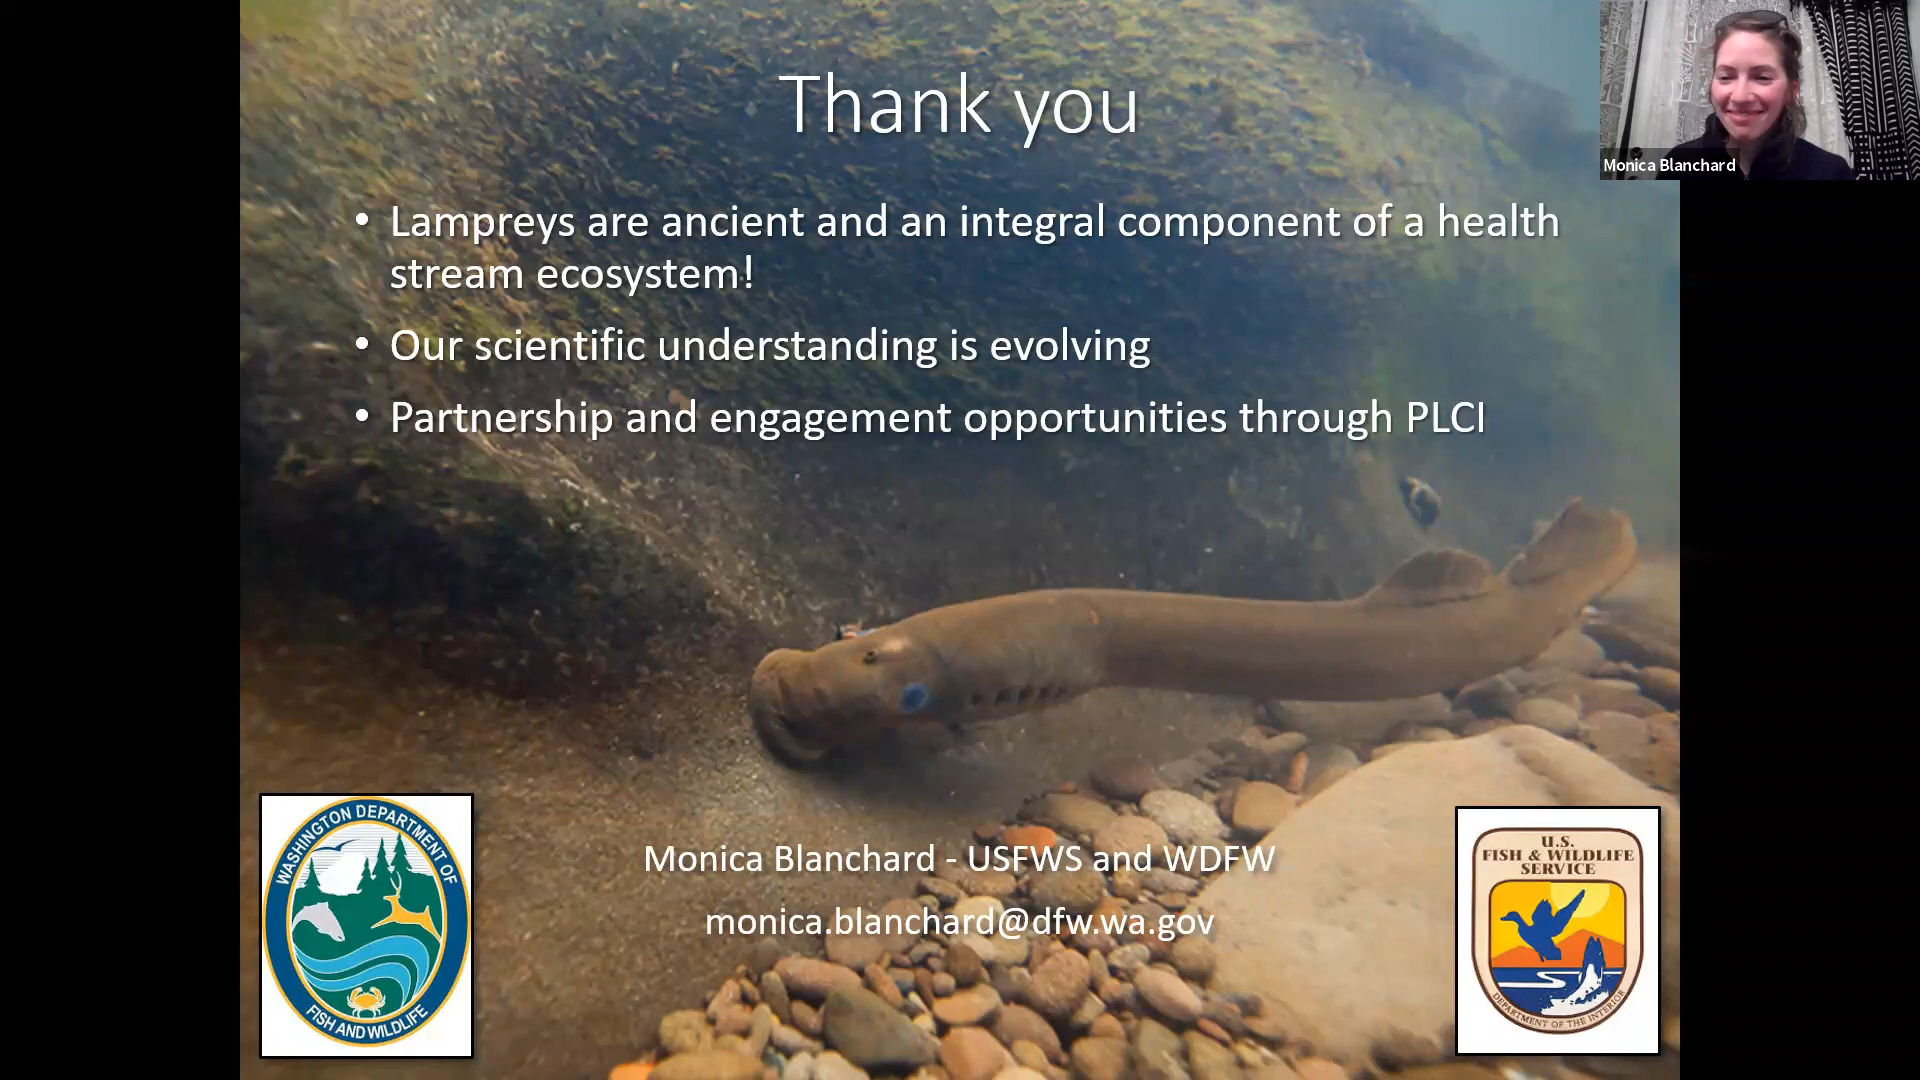 Thank you
Monica Blanchard
• Lampreys are ancient and an integral component of a health
stream ecosystem!
• Our scientific understanding is evolving
• Partnership and engagement opportunities through PLCI
Monica Blanchard - USFWS and WDFW
monica.blanchard@dfw.wa.gov
WASHINGTON DEPARTMENT OF
FISH AND WILDLIFE
U.S.
FISH & WILDLIFE
SERVICE
DEPARTMENT OF THE INTERIOR